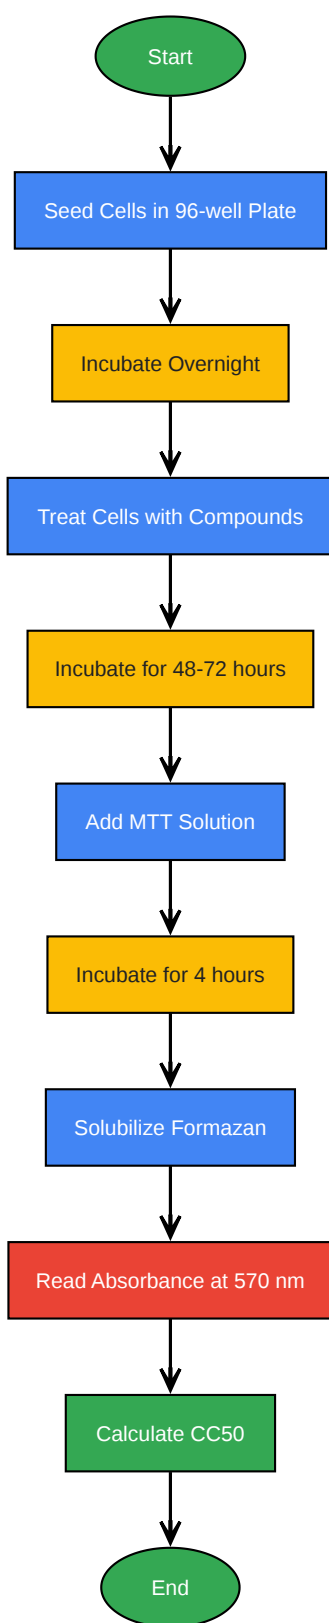 Start
Seed Cells in 96-well Plate
Incubate Overnight
Treat Cells with Compounds
Incubate for 48-72 hours
Add MTT Solution
Incubate for 4 hours
Solubilize Formazan
Read Absorbance at 570 nm
Calculate CC50
End